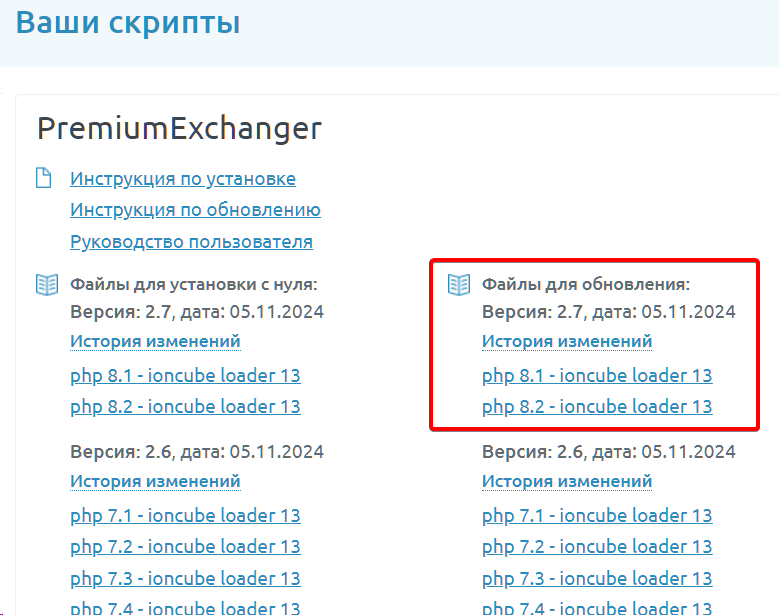 Ваши скрипты
PremiumExchanger
Инструкция по установке
Инструкция по обновлению
Руководство пользователя
Файлы для установки с нуля:
Версия: 2.7, дата: 05.11.2024
История изменений
php 8.1 - ioncube loader 13
php 8.2 - ioncube loader 13
Версия: 2.6, дата: 05.11.2024
История изменений
php 7.1 - ioncube loader 13
php 7.2 - ioncube loader 13
php 7.3 - ioncube loader 13
php 7.4 - ioncube loader 13
Файлы для обновления:
Версия: 2.7, дата: 05.11.2024
История изменений
php 8.1 - ioncube loader 13
php 8.2 - ioncube loader 13
Версия: 2.6, дата: 05.11.2024
История изменений
php 7.1 - ioncube loader 13
php 7.2 - ioncube loader 13
php 7.3 - ioncube loader 13
php 7.4 - ioncube loader 13